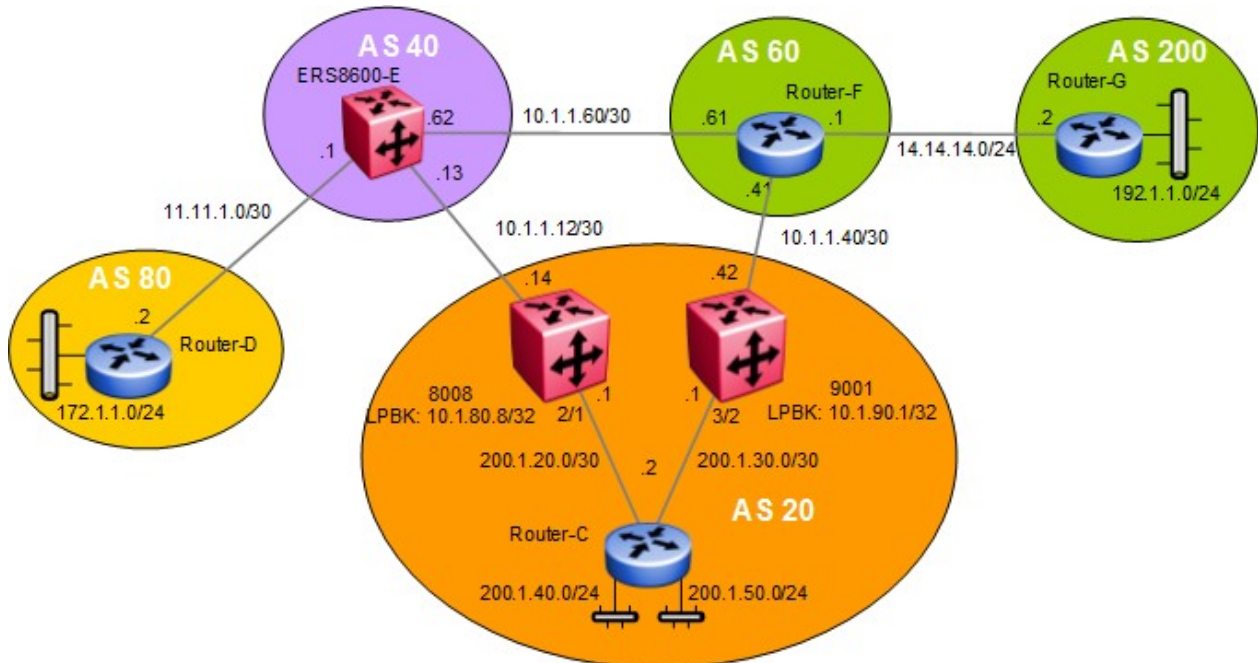 AS 40
AS 60
AS 200
ERS8600-E
Router-G
Router-F
.62
10.1.1.60/30
.61
.1
.2
.1
.13
14.14.14.0/24
.41
192.1.1.0/24
11.11.1.0/30
10.1.1.12/30
10.1.1.40/30
AS 80
.14
.42
.2
Router-D
172.1.1.0/24
8008
.1
.1
9001
LPBK: 10.1.80.8/32
2/1
3/2
LPBK: 10.1.90.1/32
200.1.20.0/30
.2
200.1.30.0/30
AS 20
Router-C
200.1.40.0/24
200.1.50.0/24